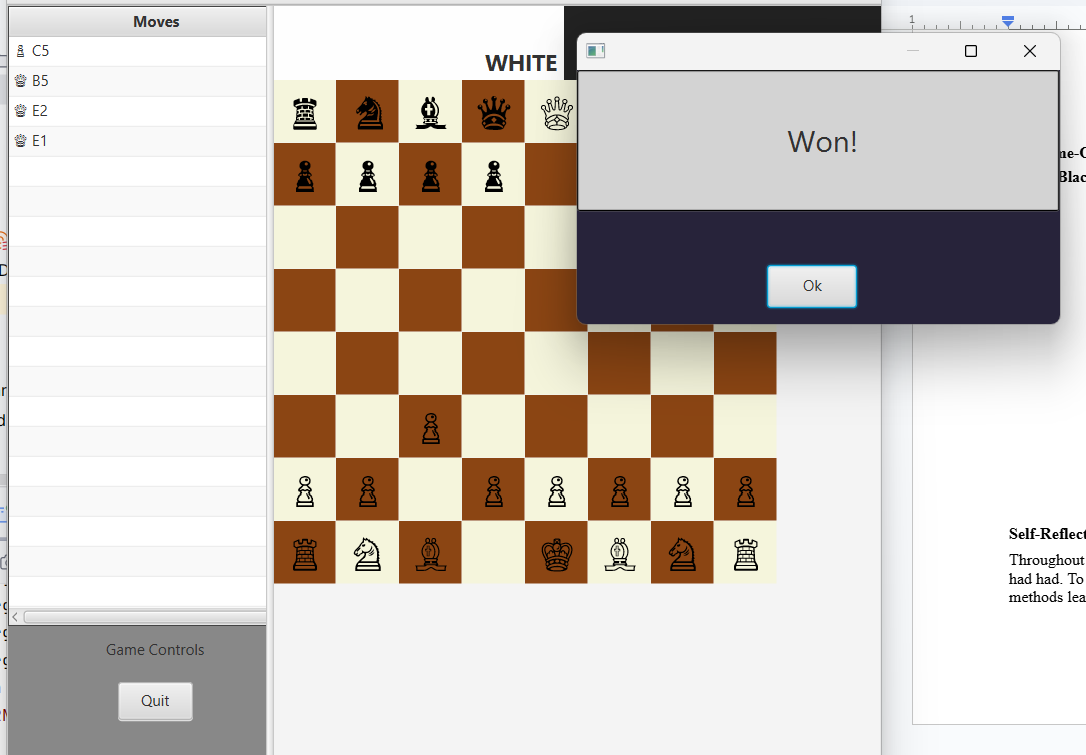 Moves
C5
B5
E2
E1
WHITE
Won!
Ok
Game Controls
Quit
1
Self-Reflect
Throughout
had had. To
methods lea